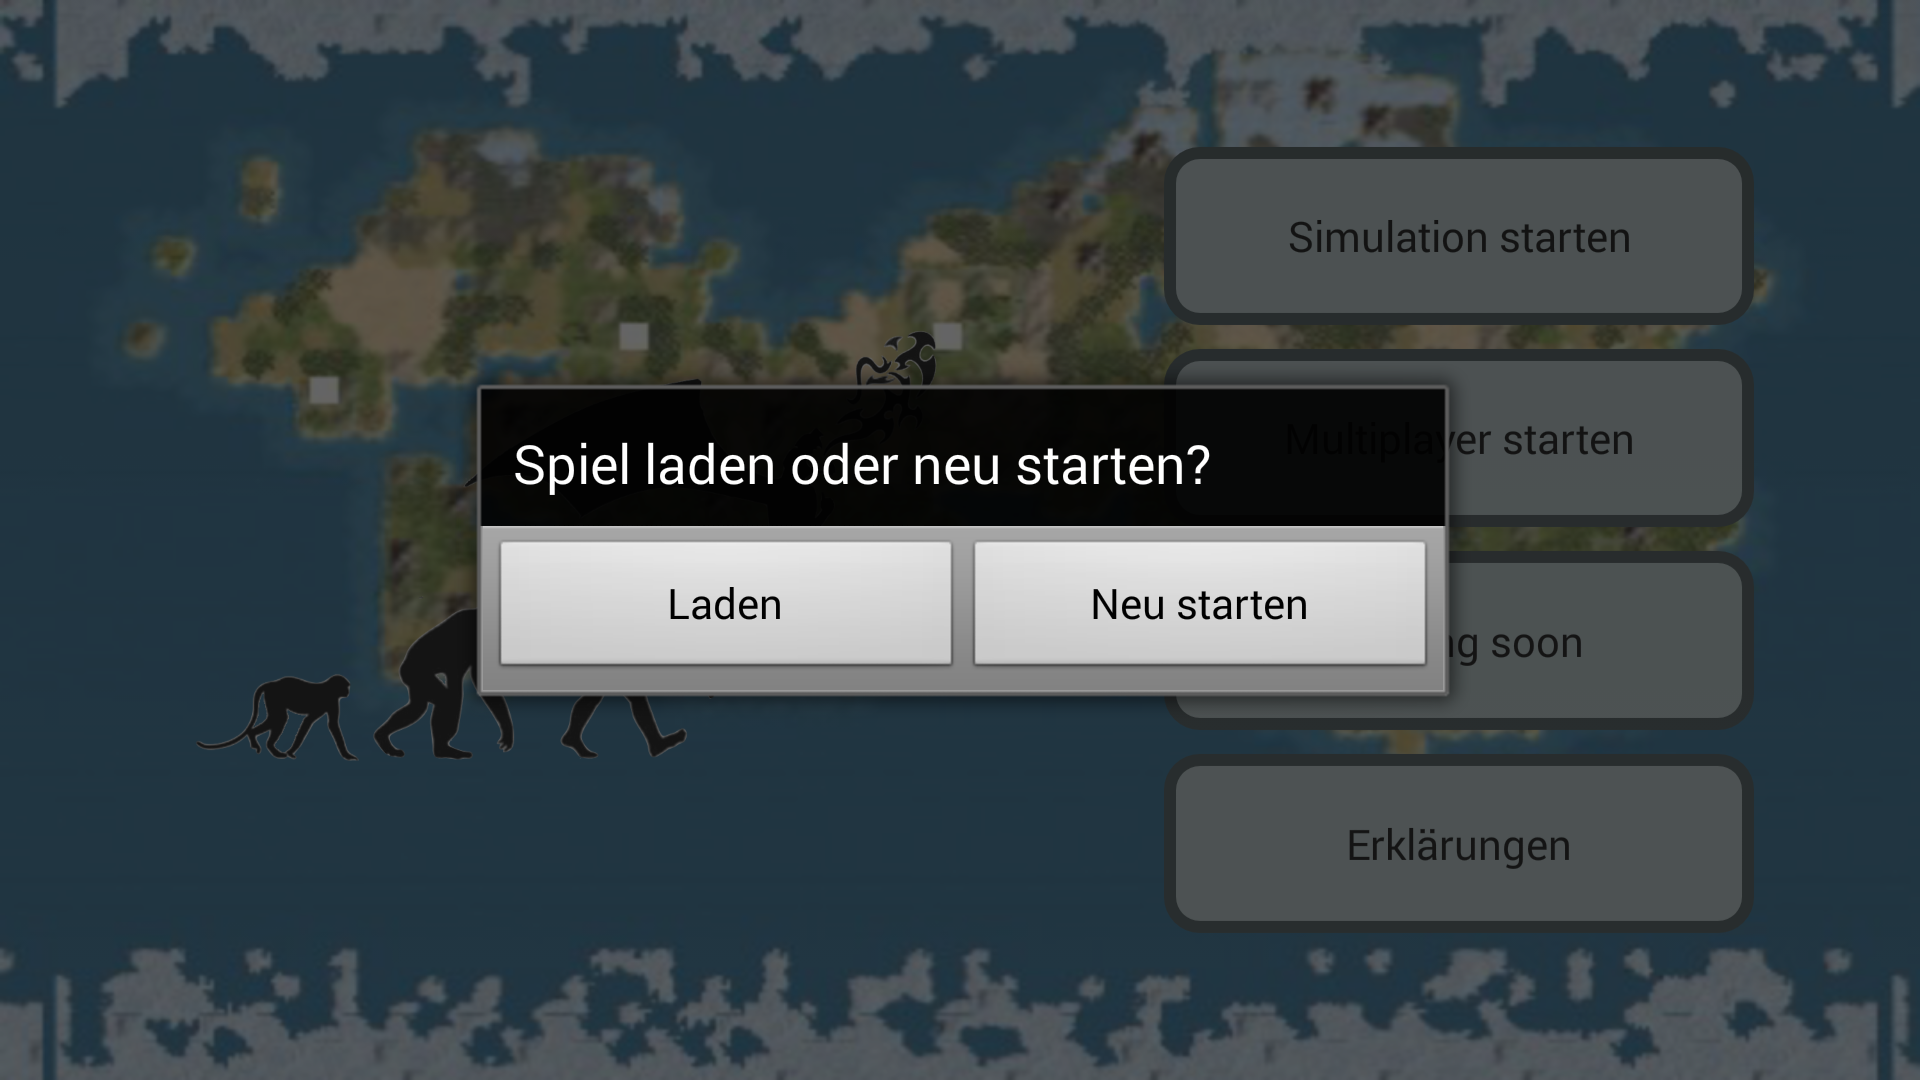 Simulation starten
Multiplayer starten
Spiel laden oder neu starten?
Laden
Neu starten
soon
Erklärungen